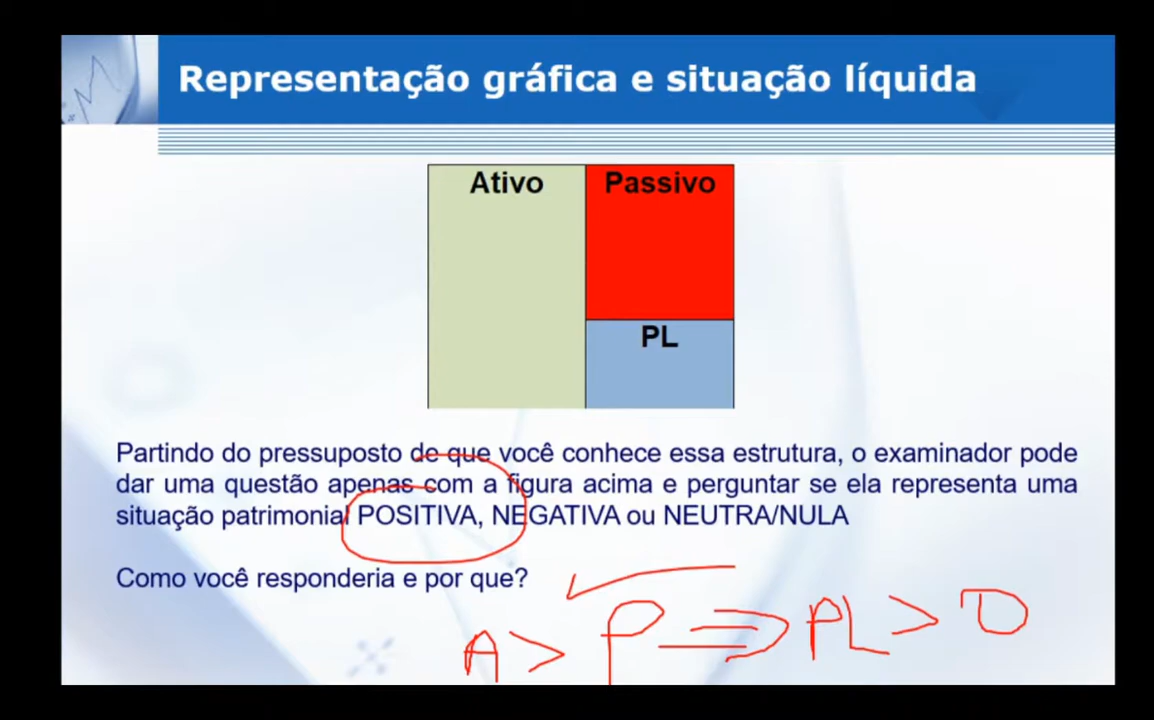 Representação gráfica e situação líquida
Ativo
Passivo
PL
Partindo do pressuposto de que você conhece essa estrutura, o examinador pode
dar uma questão apenas com a figura acima e perguntar se ela representa uma
situação patrimonial POSITIVA, NEGATIVA ou NEUTRA/NULA
Como você responderia e por que?
A > P ⇒ PL > 0